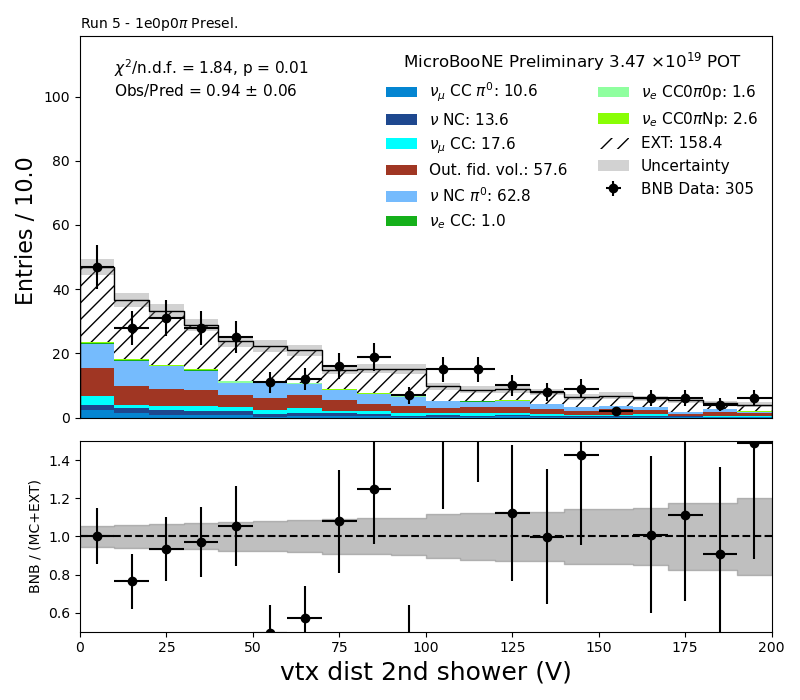 Run 5 - 1e0p0π Presel.
χ²/n.d.f. = 1.84, p = 0.01
Obs/Pred = 0.94 ± 0.06
MicroBooNE Preliminary 3.47 ×10¹⁹ POT
ν_μ CC π⁰: 10.6
ν NC: 13.6
ν_μ CC: 17.6
Out. fid. vol.: 57.6
ν NC π⁰: 62.8
ν_e CC: 1.0
ν_e CC0π0p: 1.6
ν_e CC0πNp: 2.6
EXT: 158.4
Uncertainty
BNB Data: 305
Entries / 10.0
100
80
60
40
20
0
BNB / (MC+EXT)
1.4
1.2
1.0
0.8
0.6
0 25 50 75 100 125 150 175 200
vtx dist 2nd shower (V)